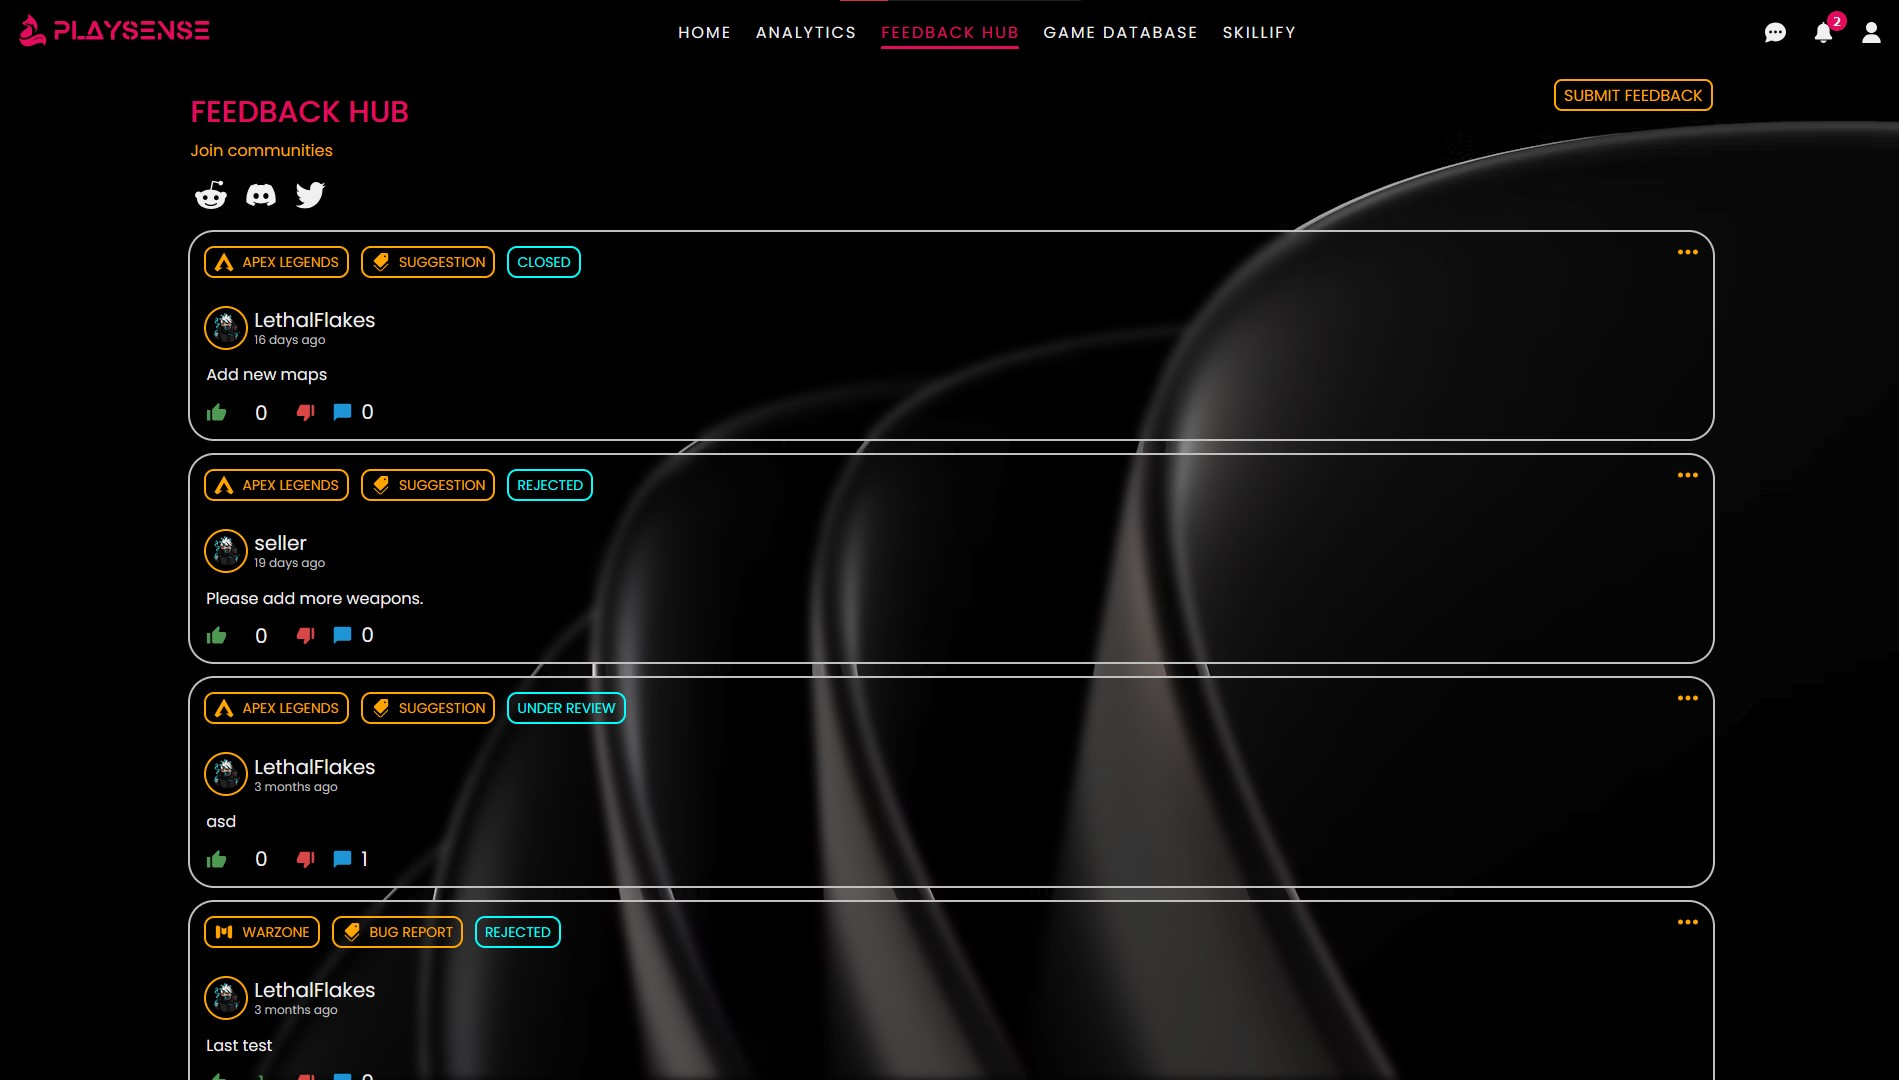 PLAYSENSE
HOME
ANALYTICS
FEEDBACK HUB
GAME DATABASE
SKILLIFY
2
FEEDBACK HUB
SUBMIT FEEDBACK
Join communities
APEX LEGENDS
SUGGESTION
CLOSED
LethalFlakes
16 days ago
Add new maps
0
0
APEX LEGENDS
SUGGESTION
REJECTED
seller
19 days ago
Please add more weapons.
0
0
APEX LEGENDS
SUGGESTION
UNDER REVIEW
LethalFlakes
3 months ago
asd
0
1
WARZONE
BUG REPORT
REJECTED
LethalFlakes
3 months ago
Last test